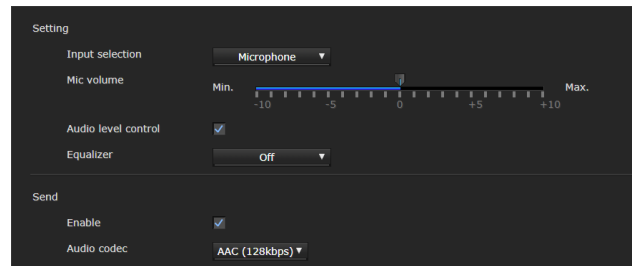 Setting
Input selection Microphone ▼
Mic volume Min. Max.
-10 -5 0 +5 +10
Audio level control
Equalizer Off ▼
Send
Enable
Audio codec AAC (128kbps) ▼